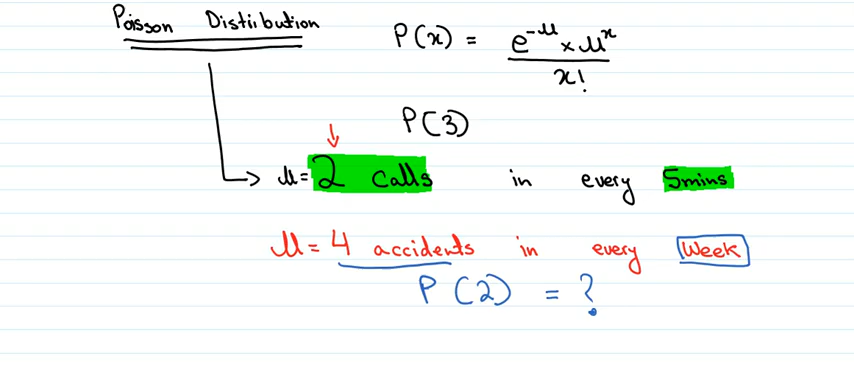 Poisson Distribution
P(x) = e^-μ × μ^x / x!
P(3)
μ = 2 calls in every 5mins
μ = 4 accidents in every Week
P(2) = ?